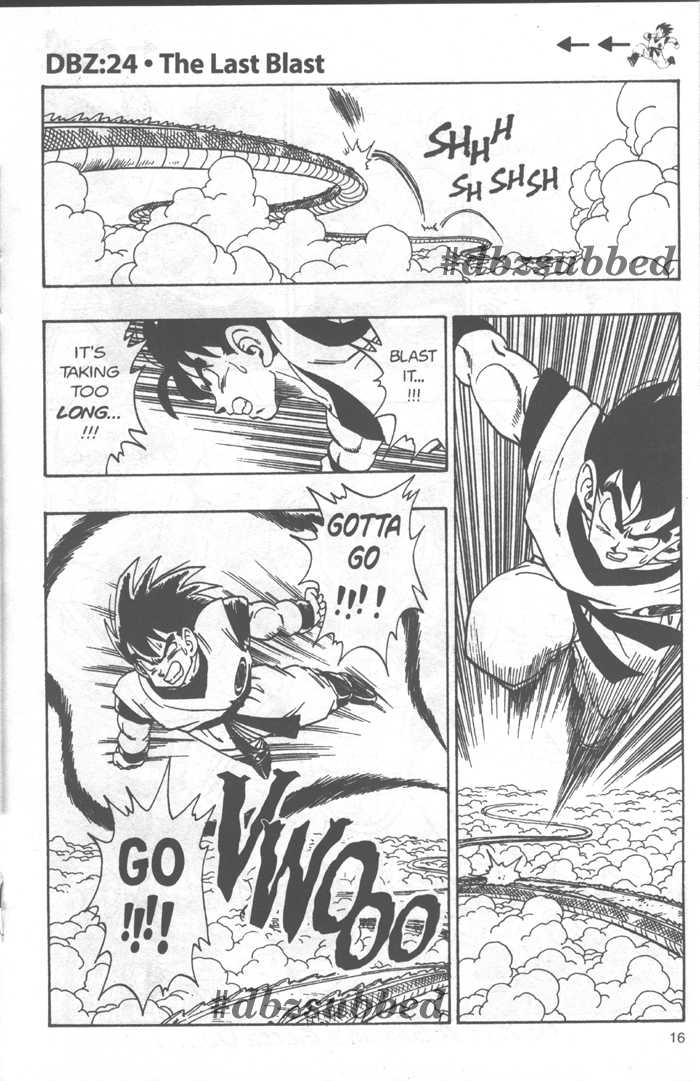 DBZ:24 • The Last Blast
SHHH
SH SHSH
#dbzsubbed
BLAST
IT...
!!!
IT'S
TAKING
TOO
LONG...
!!!
GOTTA
GO
!!!!
GO
!!!!
VWOOO
#dbzsubbed
16